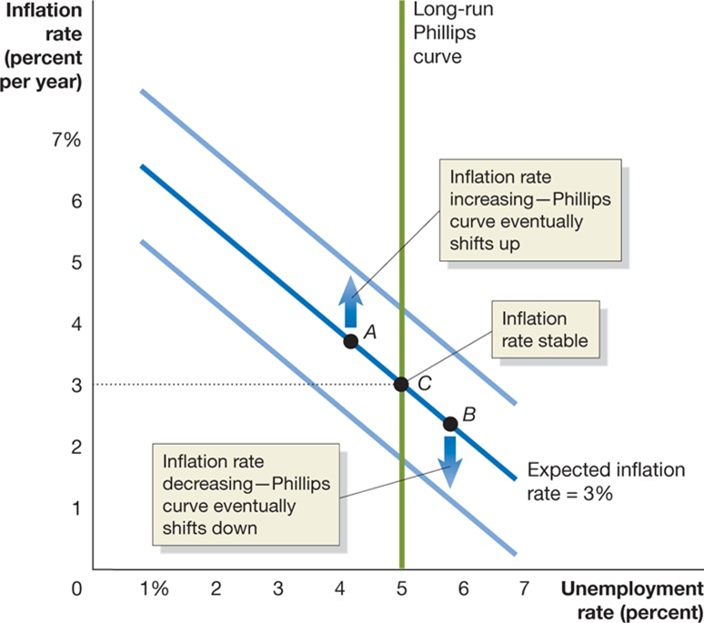 Inflation
rate
(percent
per year)
Long-run
Phillips
curve
7%
6
5
4
3
2
1
0
Inflation rate
increasing—Phillips
curve eventually
shifts up
A
Inflation
rate stable
C
B
Inflation rate
decreasing—Phillips
curve eventually
shifts down
Expected inflation
rate = 3%
1% 2 3 4 5 6 7
Unemployment
rate (percent)